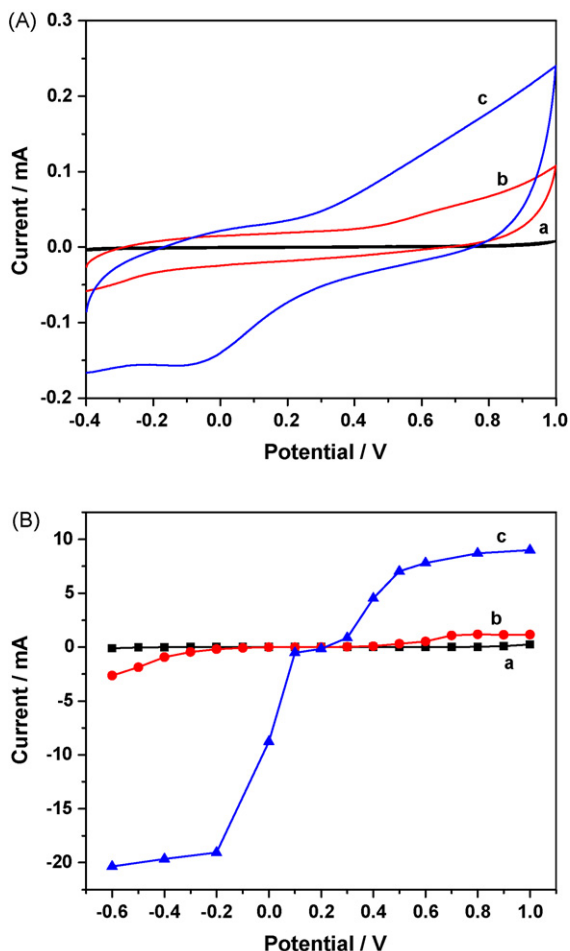 (A)
0.3
0.2
0.1
0.0
-0.1
-0.2
Current / mA
c
b
a
-0.4 -0.2 0.0 0.2 0.4 0.6 0.8 1.0
Potential / V
(B)
10
5
0
-5
-10
-15
-20
Current / mA
c
b
a
-0.6 -0.4 -0.2 0.0 0.2 0.4 0.6 0.8 1.0
Potential / V